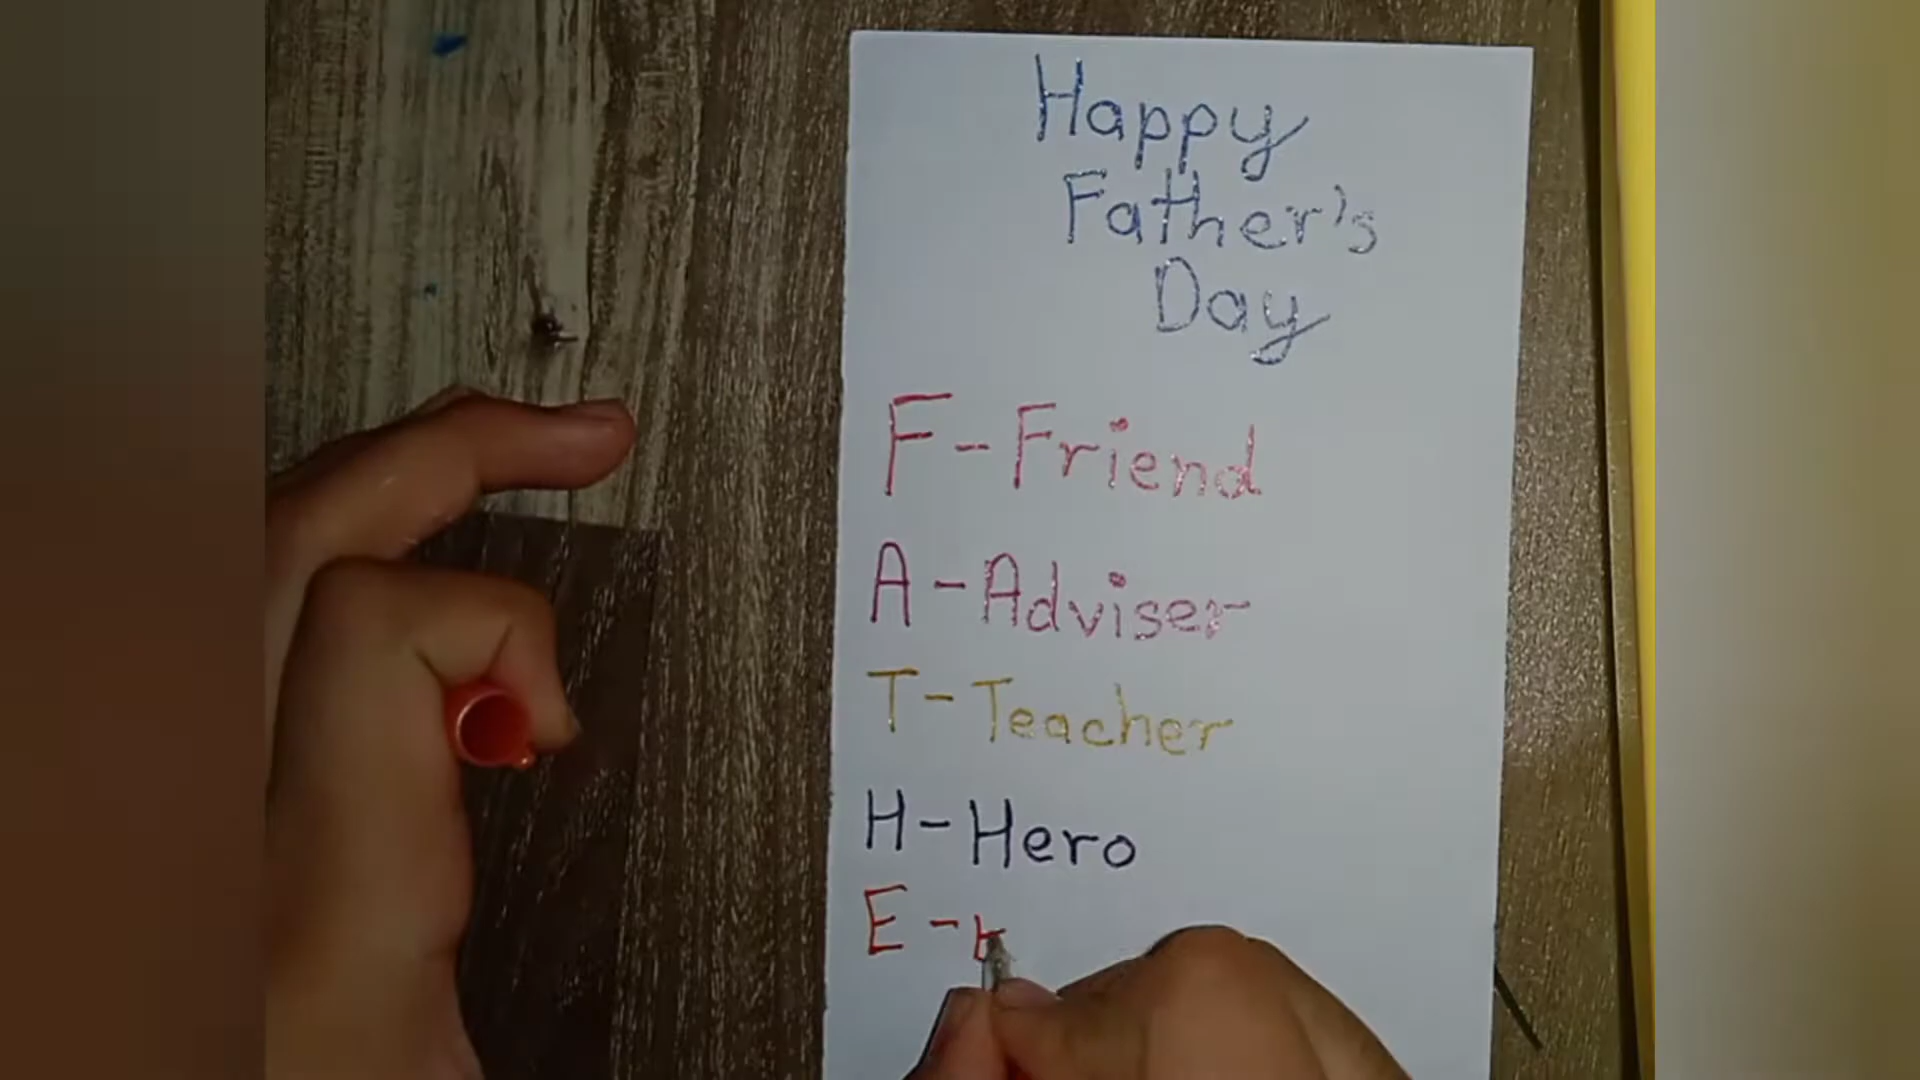 Happy
Father's
Day
F-Friend
A-Adviser
T-Teacher
H-Hero
E-